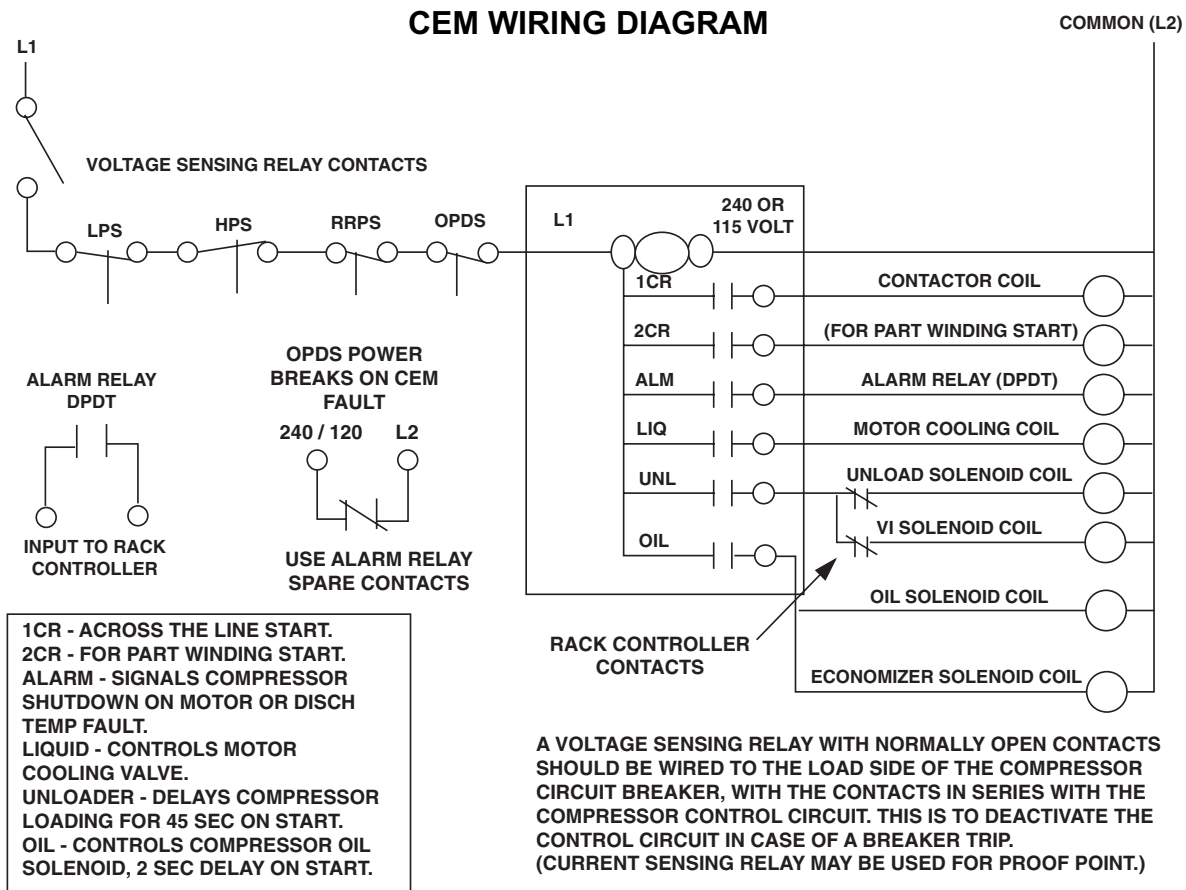 CEM WIRING DIAGRAM
COMMON (L2)
L1
VOLTAGE SENSING RELAY CONTACTS
LPS
HPS
RRPS
OPDS
L1
240 OR
115 VOLT
1CR
CONTACTOR COIL
2CR
(FOR PART WINDING START)
ALM
ALARM RELAY (DPDT)
LIQ
MOTOR COOLING COIL
UNL
UNLOAD SOLENOID COIL
VI SOLENOID COIL
OIL
OIL SOLENOID COIL
ECONOMIZER SOLENOID COIL
RACK CONTROLLER
CONTACTS
ALARM RELAY
DPDT
INPUT TO RACK
CONTROLLER
OPDS POWER
BREAKS ON CEM
FAULT
240 / 120 L2
USE ALARM RELAY
SPARE CONTACTS
1CR - ACROSS THE LINE START.
2CR - FOR PART WINDING START.
ALARM - SIGNALS COMPRESSOR
SHUTDOWN ON MOTOR OR DISCH
TEMP FAULT.
LIQUID - CONTROLS MOTOR
COOLING VALVE.
UNLOADER - DELAYS COMPRESSOR
LOADING FOR 45 SEC ON START.
OIL - CONTROLS COMPRESSOR OIL
SOLENOID, 2 SEC DELAY ON START.
A VOLTAGE SENSING RELAY WITH NORMALLY OPEN CONTACTS
SHOULD BE WIRED TO THE LOAD SIDE OF THE COMPRESSOR
CIRCUIT BREAKER, WITH THE CONTACTS IN SERIES WITH THE
COMPRESSOR CONTROL CIRCUIT. THIS IS TO DEACTIVATE THE
CONTROL CIRCUIT IN CASE OF A BREAKER TRIP.
(CURRENT SENSING RELAY MAY BE USED FOR PROOF POINT.)